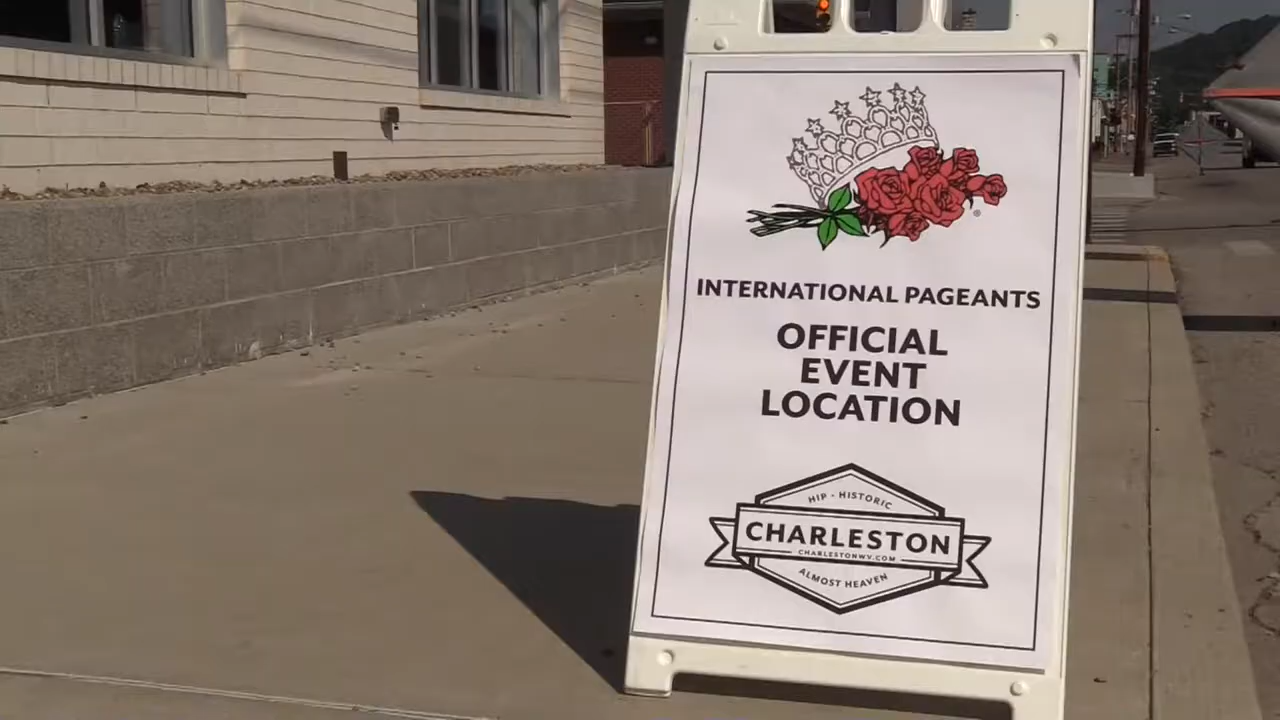 ®
INTERNATIONAL PAGEANTS
OFFICIAL
EVENT
LOCATION
HIP - HISTORIC
CHARLESTON
CHARLESTONWV.COM
ALMOST HEAVEN